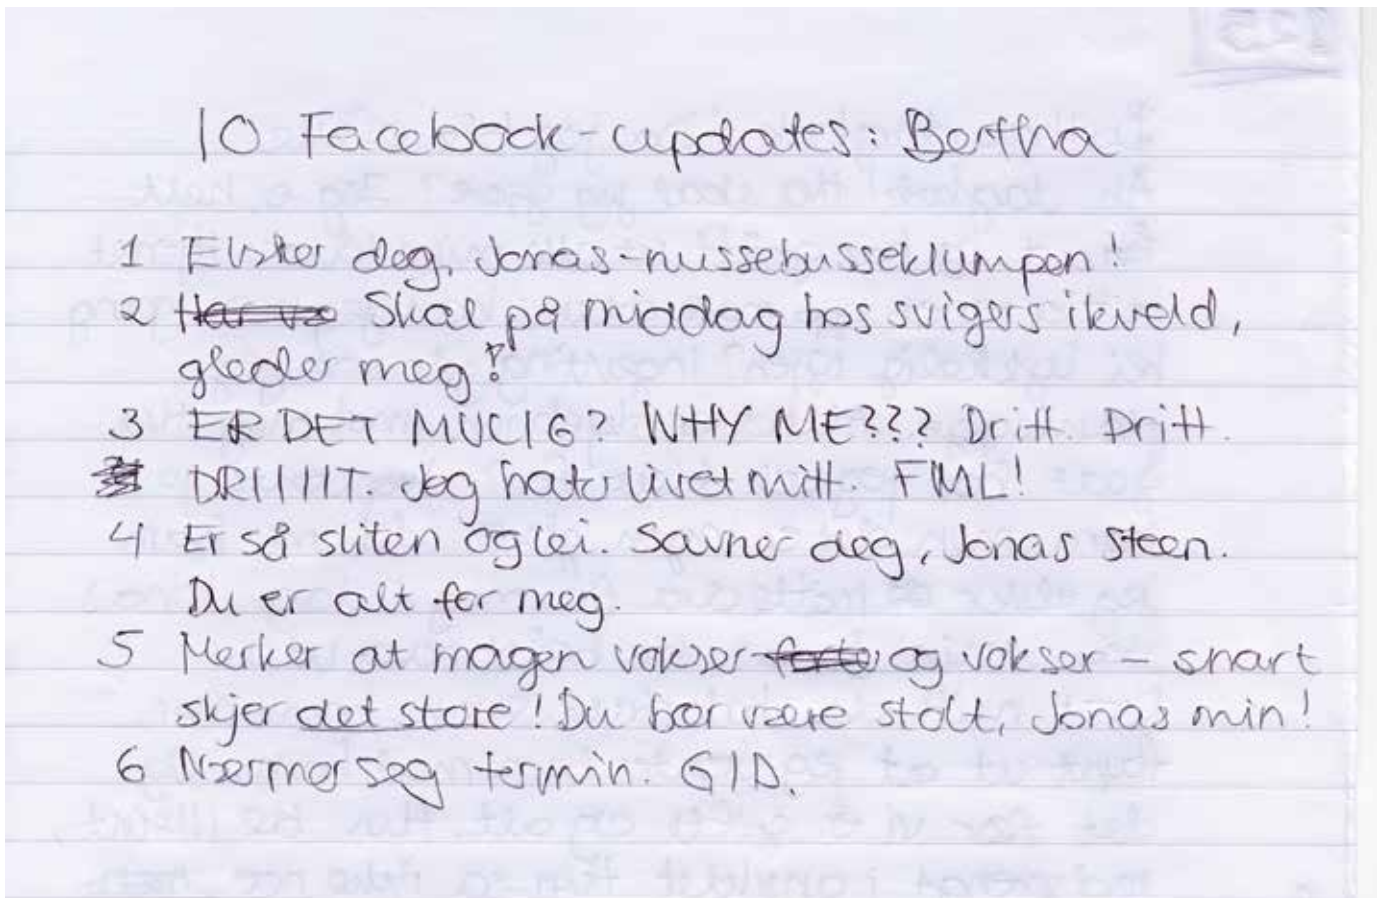 10 Facebook-updates: Bertha
1 Elsker deg, Jonas-nussebusseklumpen!
2 Har væ Skal på middag hos svigers ikveld,
gleder meg!
3 ER DET MULIG? WHY ME??? Dritt. Dritt.
DRIIIIT. Jeg hater livet mitt. FML!
4 Er så sliten og lei. Savner deg, Jonas Steen.
Du er alt for meg.
5 Merker at magen vokser og vokser – snart
skjer det store! Du bør være stolt, Jonas min!
6 Nærmer seg termin. GID.